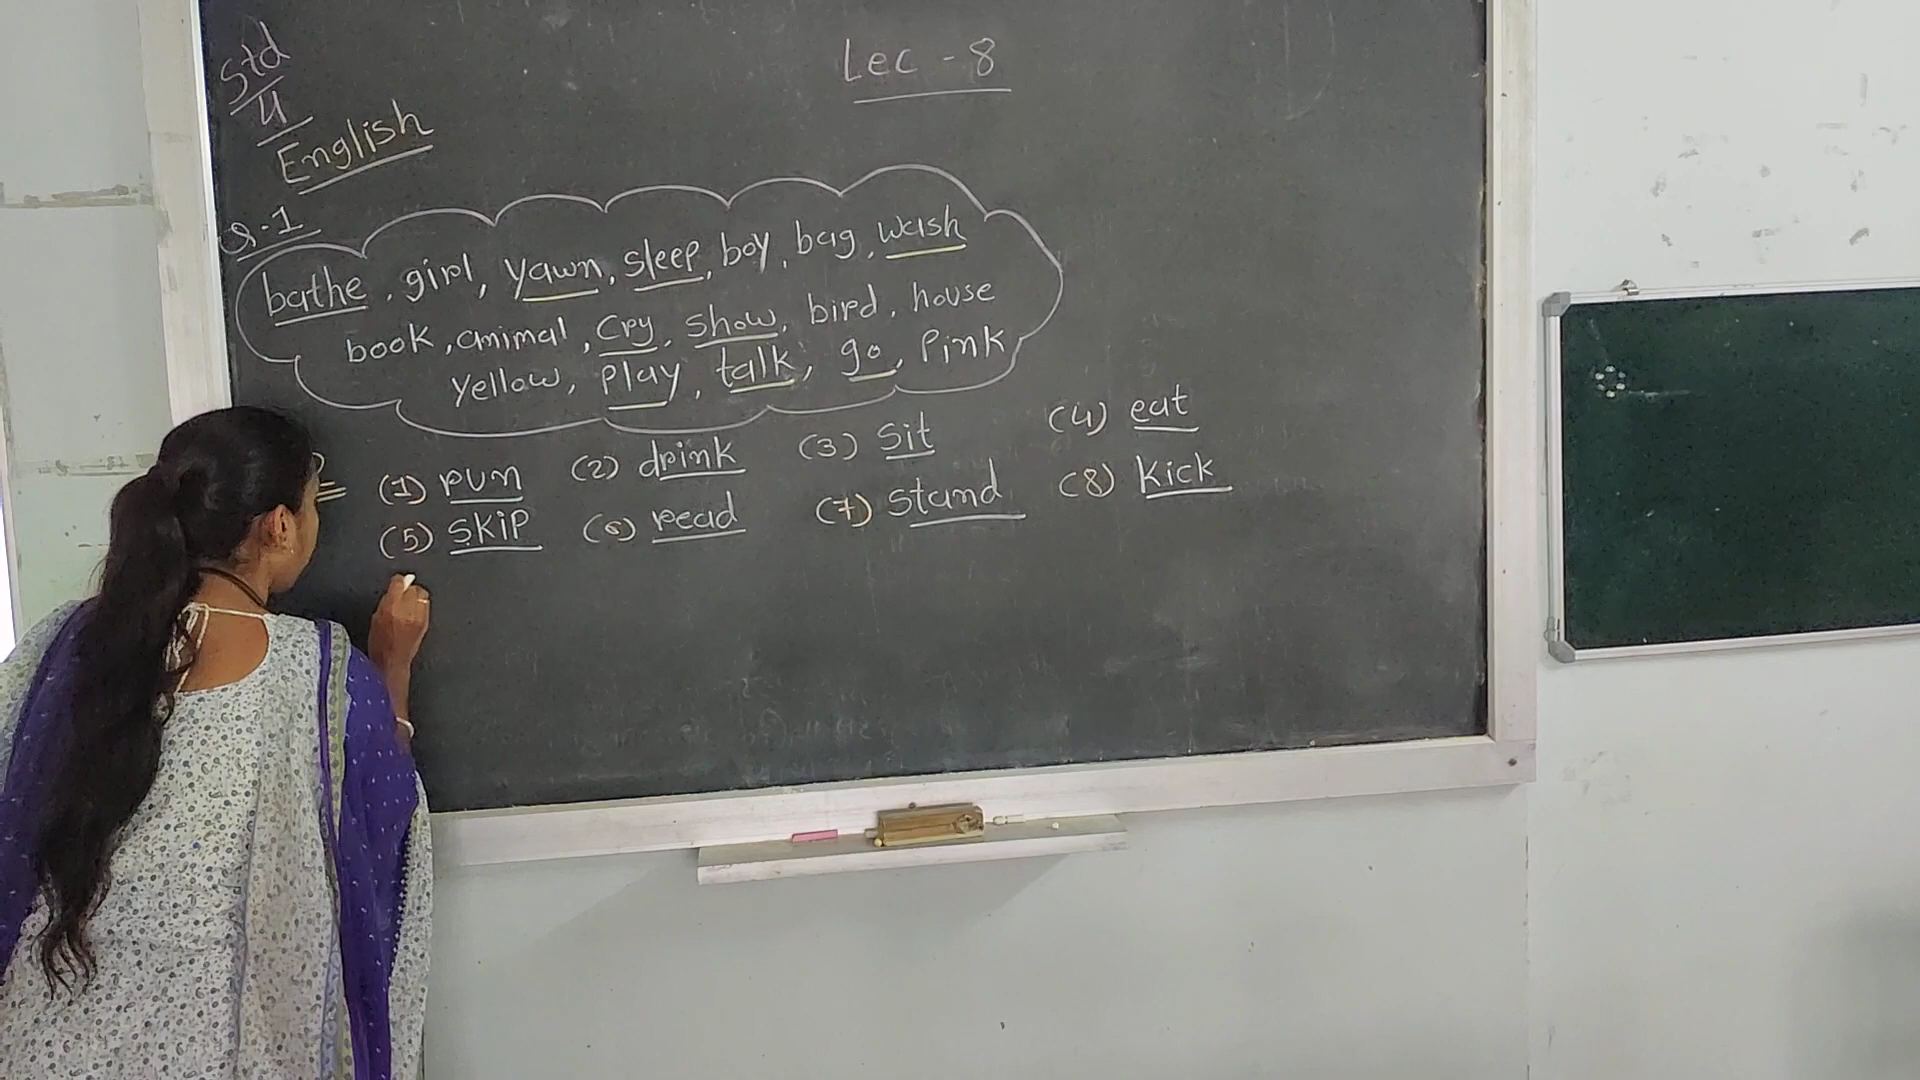 Std
4
English
Lec - 8
Q-1
bathe, girl, yawn, sleep, boy, bag, wash
book, animal, cry, show, bird, house
yellow, play, talk, go, Pink
(1) run (2) drink (3) sit (4) eat
(5) skip (6) read (7) stand (8) kick